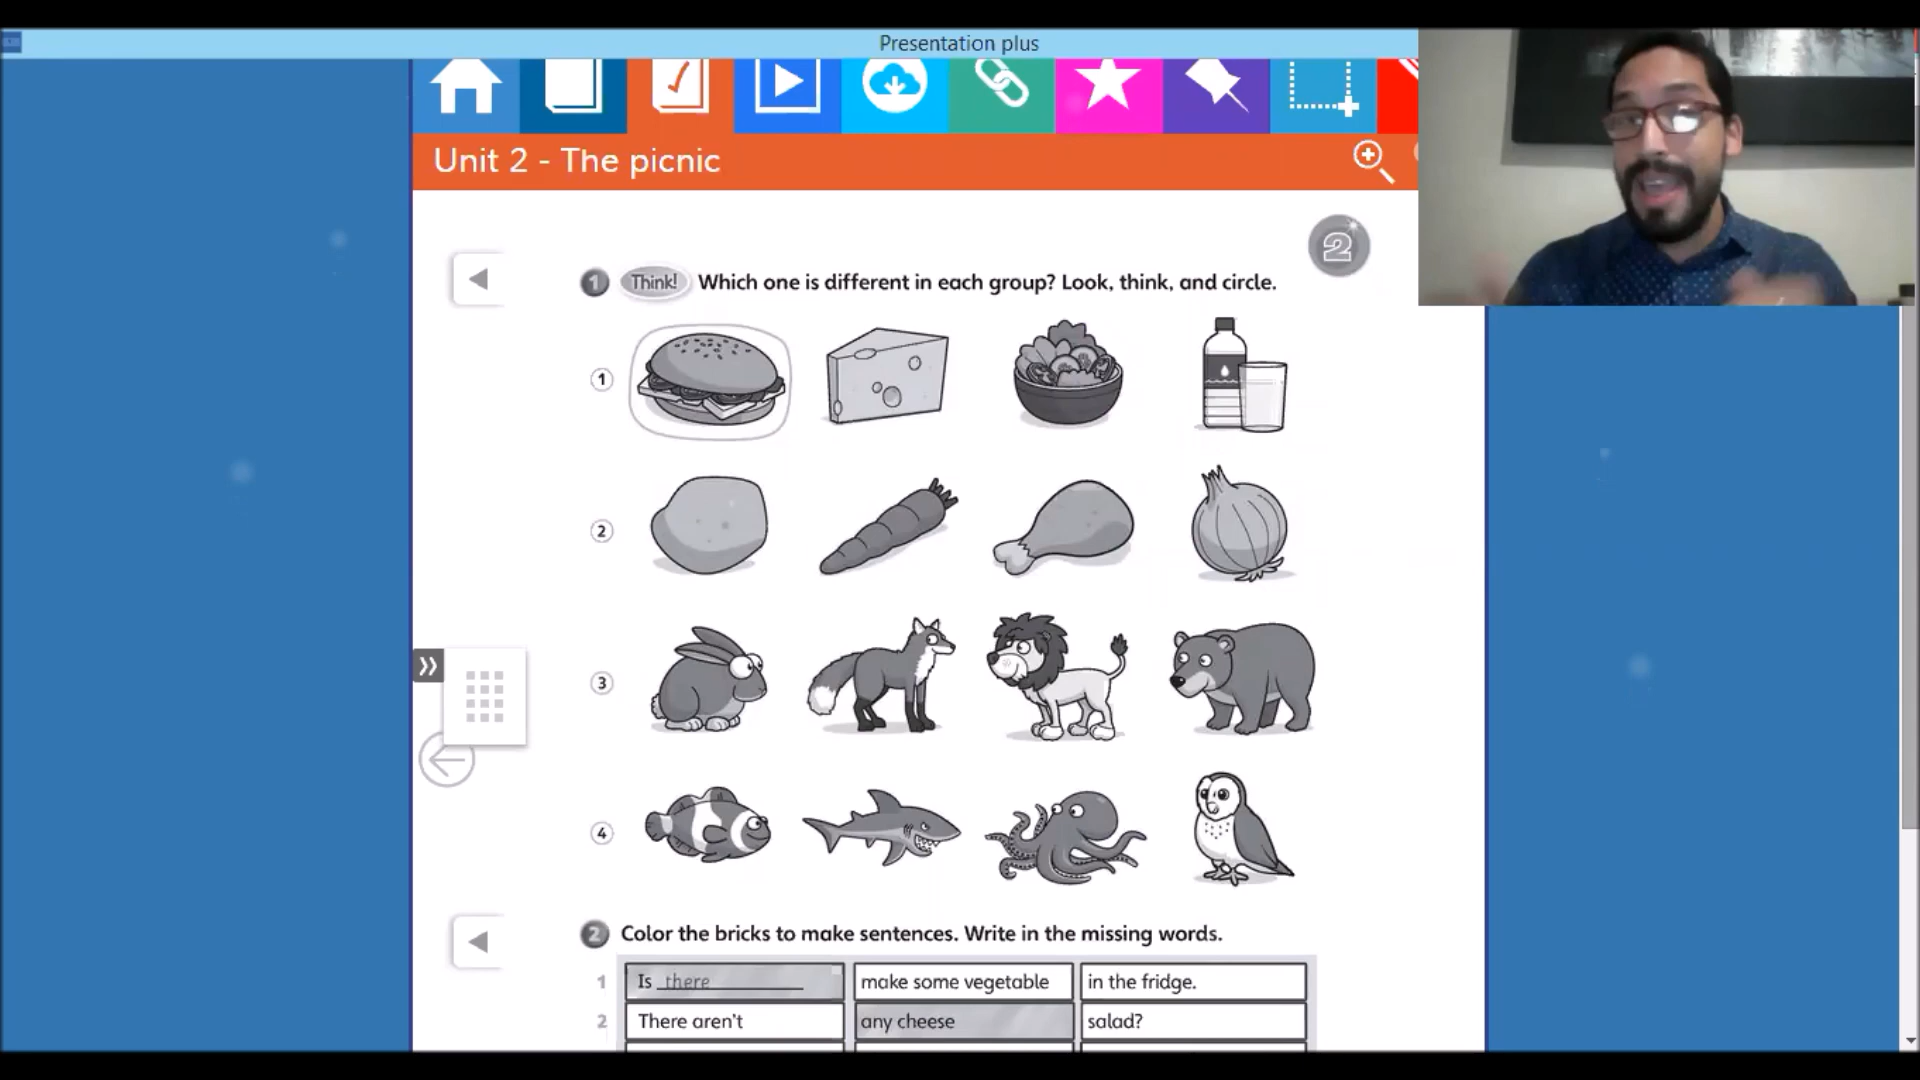 Presentation plus
Unit 2 - The picnic
2
1 Think! Which one is different in each group? Look, think, and circle.
1
2
3
4
2 Color the bricks to make sentences. Write in the missing words.
1 Is there make some vegetable in the fridge.
2 There aren't any cheese salad?